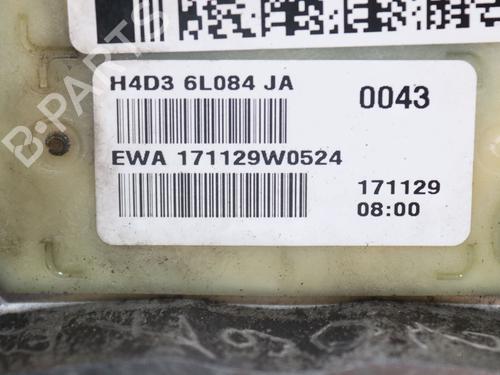 H4D3 6L084 JA
0043
EWA 171129W0524
171129
08:00
B-PARTS